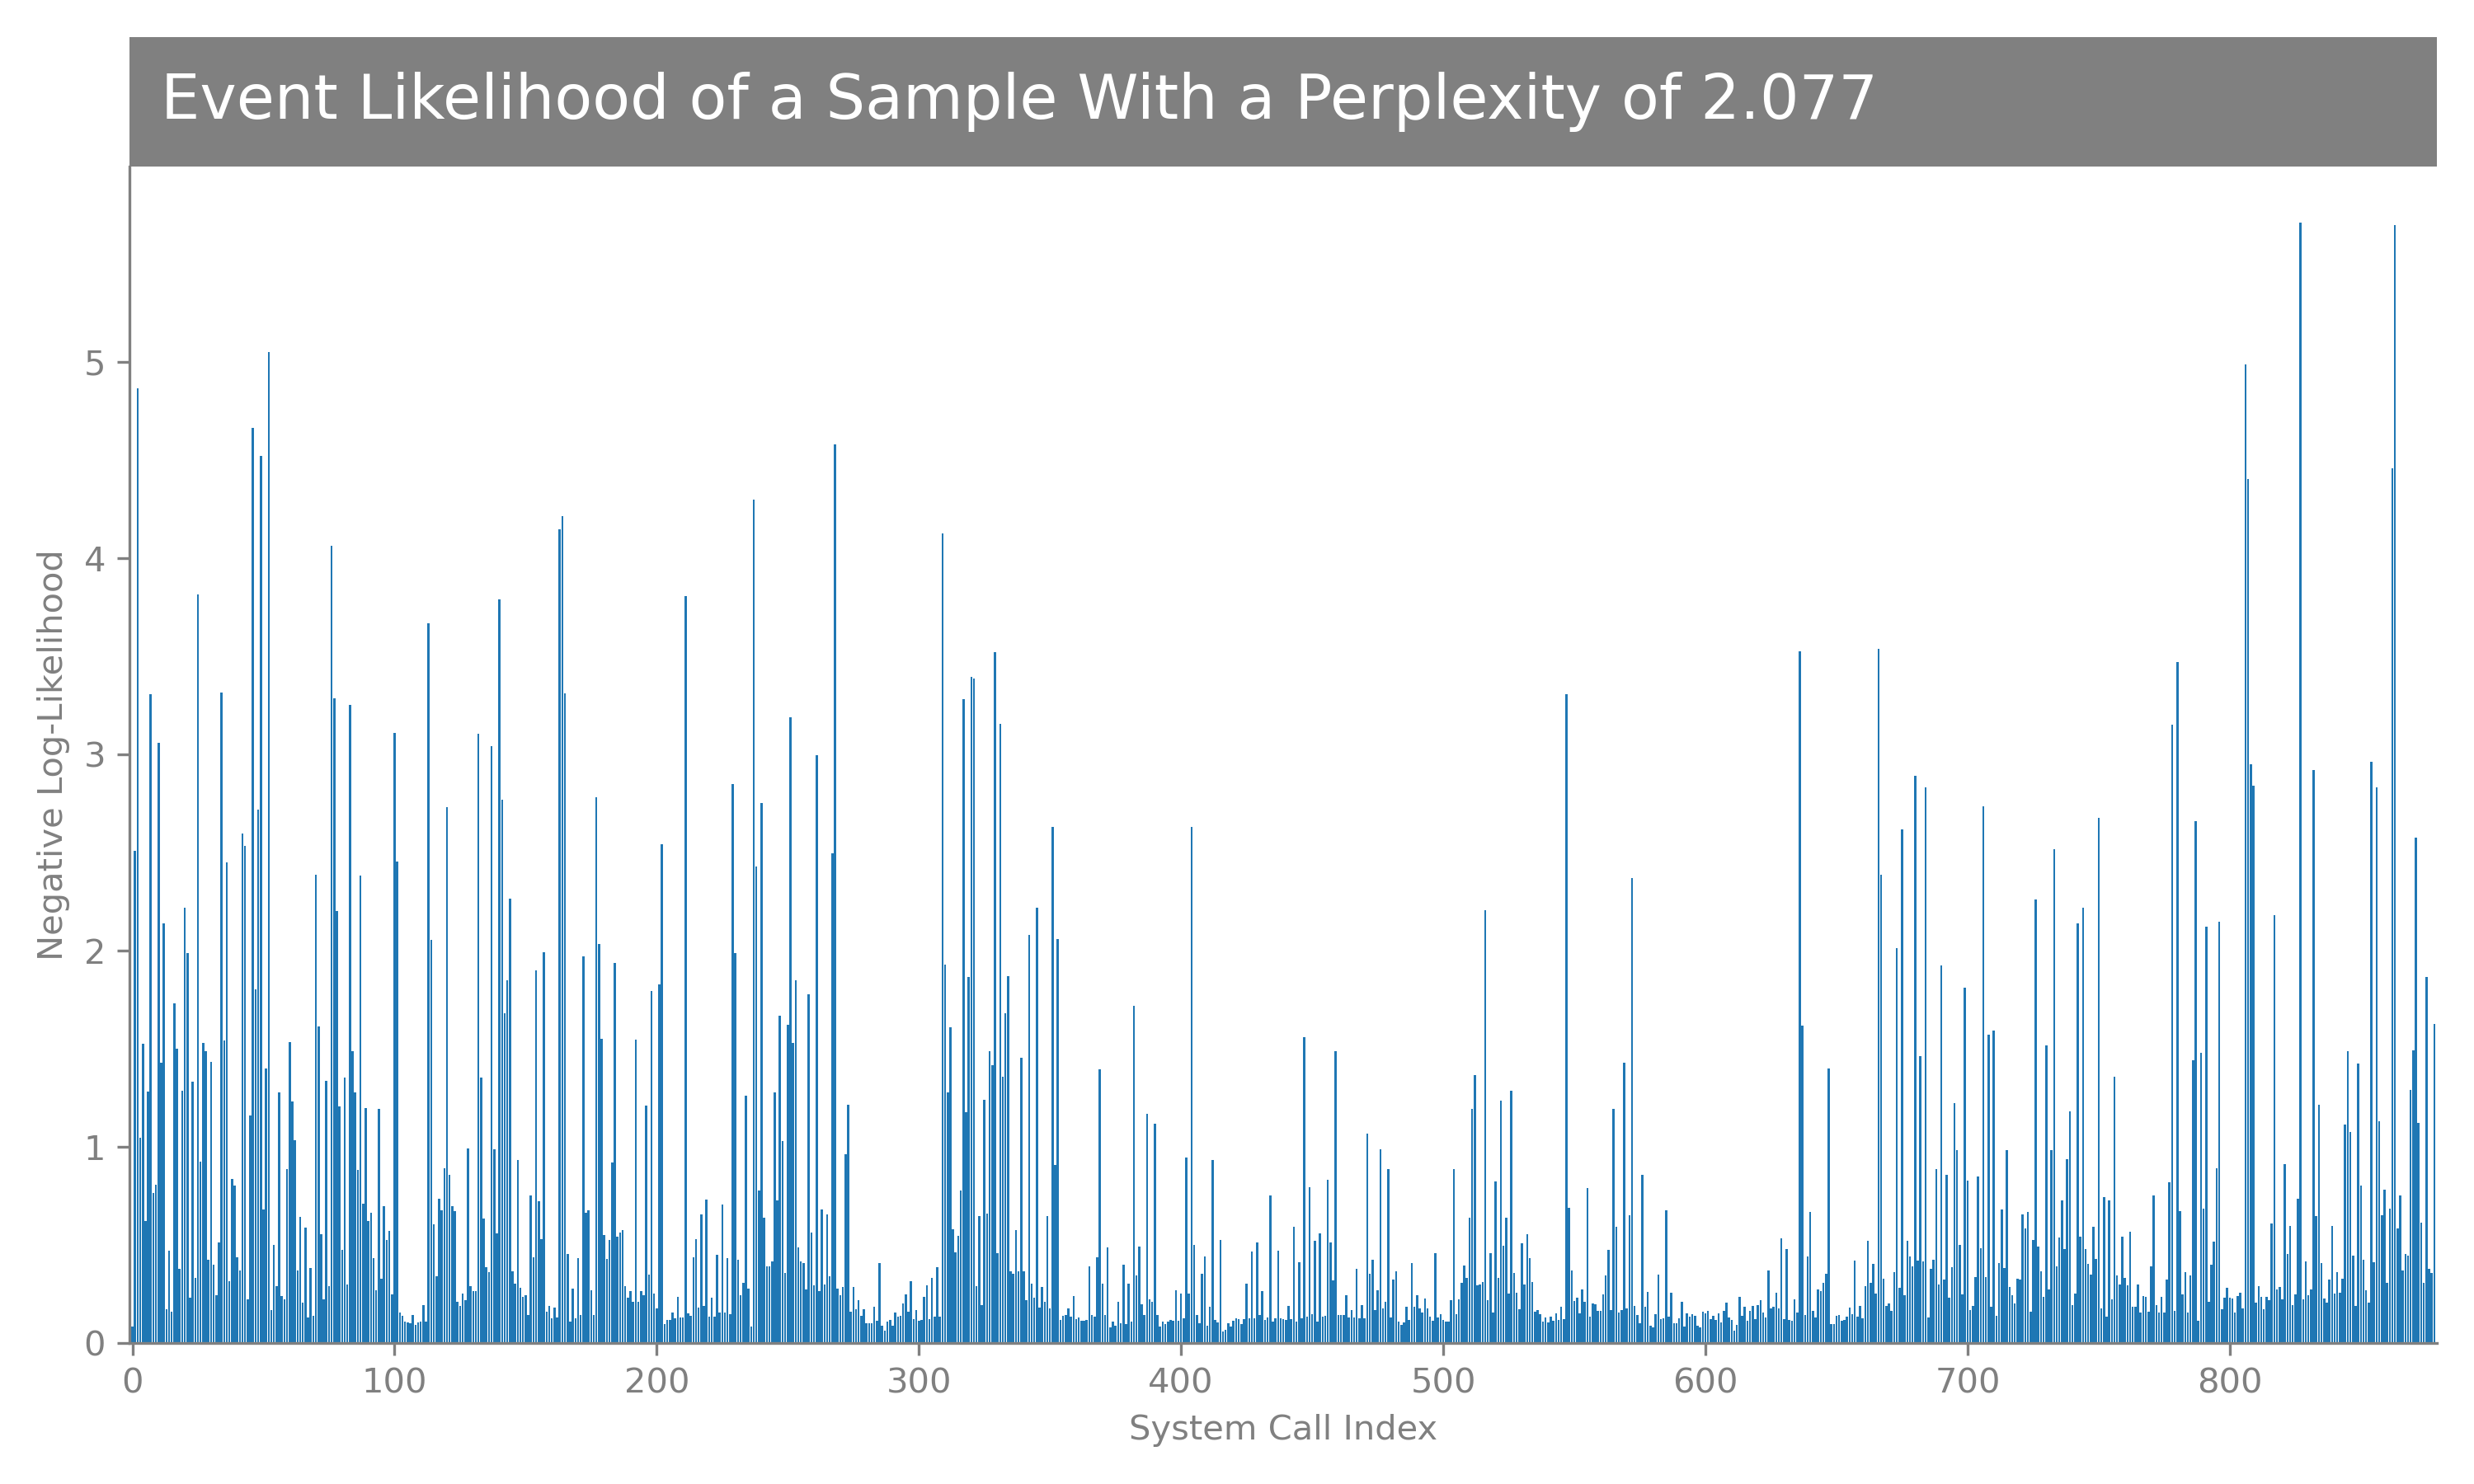 Event Likelihood of a Sample With a Perplexity of 2.077
Negative Log-Likelihood
5
4
3
2
1
0
0 100 200 300 400 500 600 700 800
System Call Index